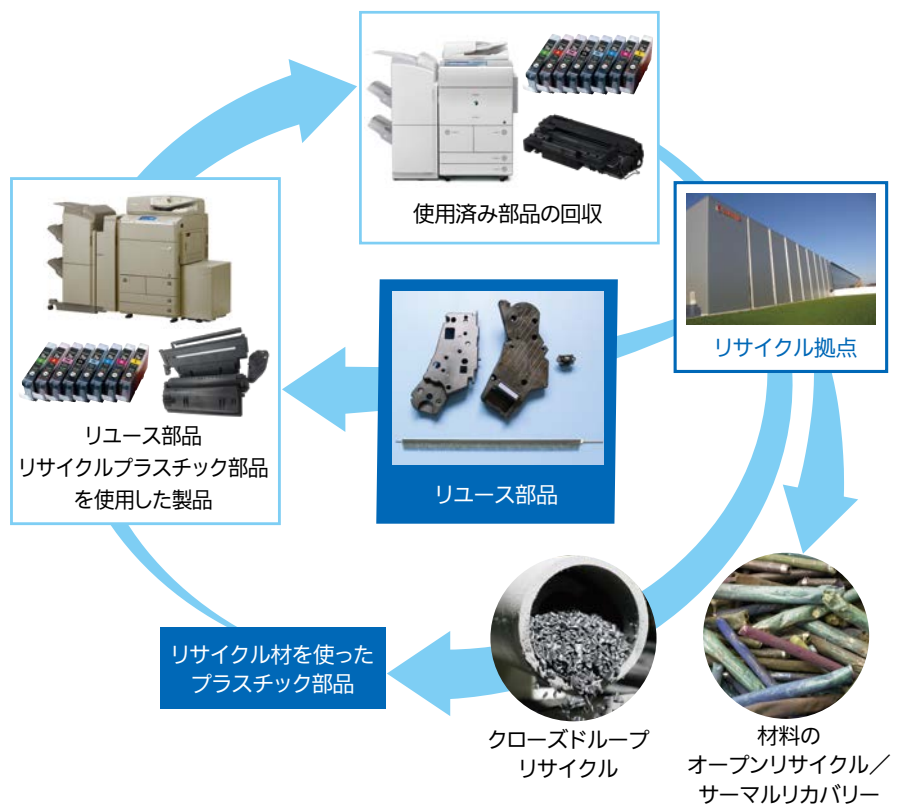 使用済み部品の回収
リサイクル拠点
リユース部品
リサイクルプラスチック部品
を使用した製品
リユース部品
リサイクル材を使った
プラスチック部品
クローズドループ
リサイクル
材料の
オープンリサイクル／
サーマルリカバリー